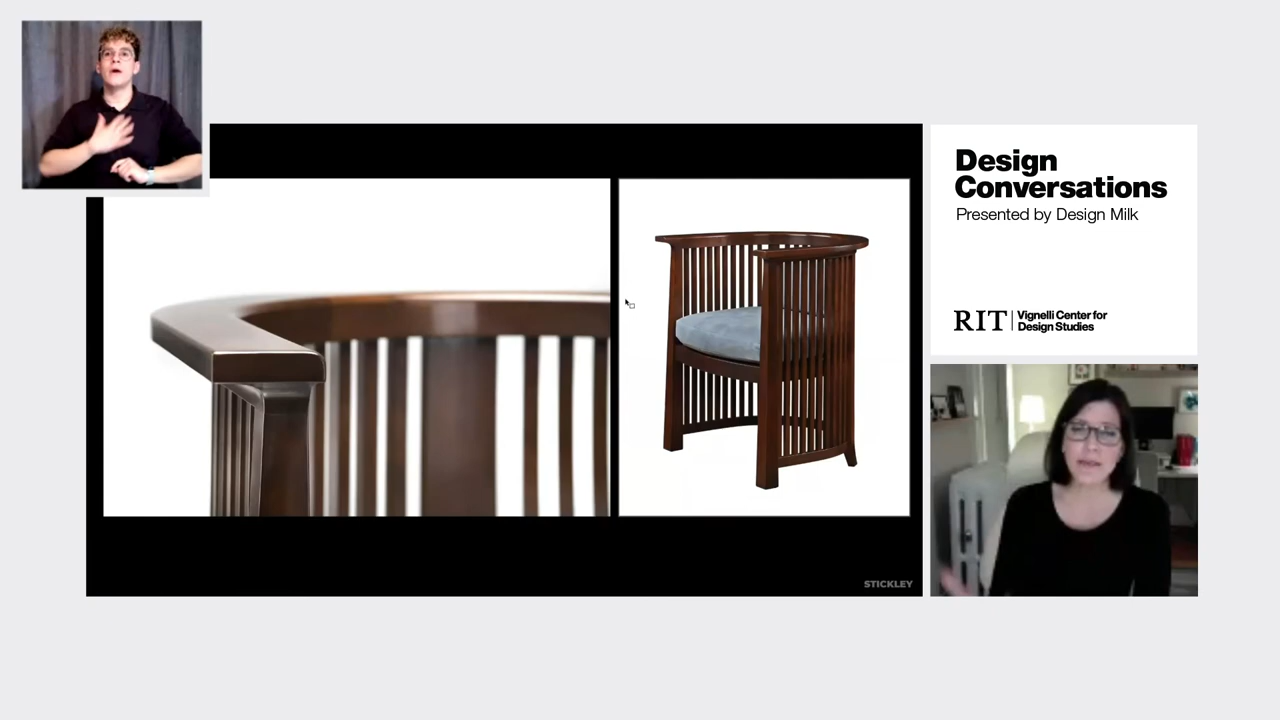 Design
Conversations
Presented by Design Milk
RIT
Vignelli Center for
Design Studies
STICKLEY